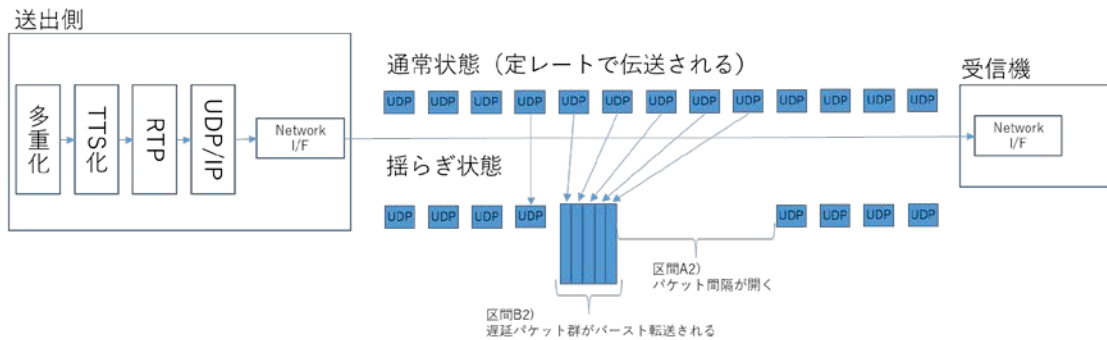 送出側
多重化
TTS化
RTP
UDP/IP
Network
I/F
通常状態（定レートで伝送される）
UDP UDP UDP UDP UDP UDP UDP UDP UDP UDP UDP UDP UDP
受信機
Network
I/F
揺らぎ状態
UDP UDP UDP UDP UDP UDP UDP UDP
区間A2)
パケット間隔が開く
区間B2)
遅延パケット群がバースト転送される